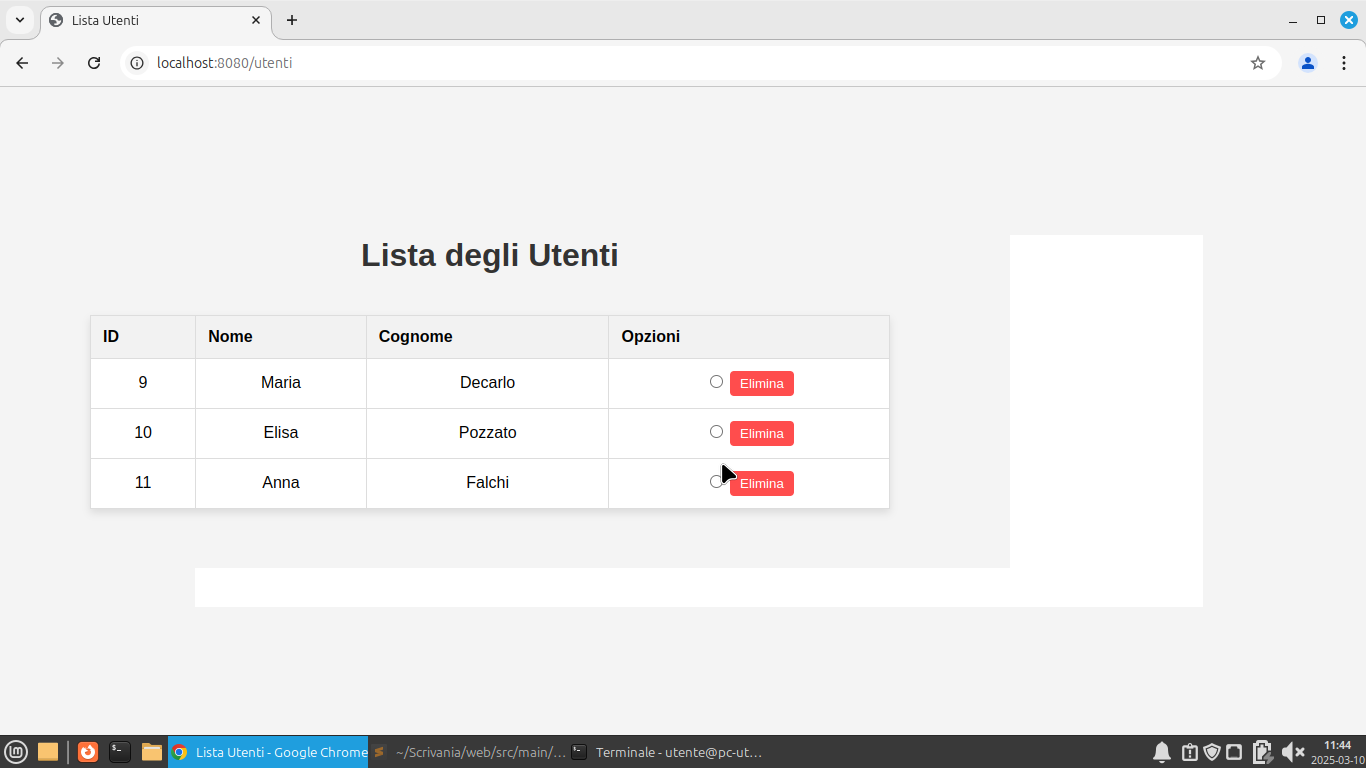 Lista Utenti
localhost:8080/utenti
Lista degli Utenti
ID Nome Cognome Opzioni
9 Maria Decarlo Elimina
10 Elisa Pozzato Elimina
11 Anna Falchi Elimina
Lista Utenti - Google Chrome ~/Scrivania/web/src/main/... Terminale - utente@pc-ut... 11:44
2025-03-10